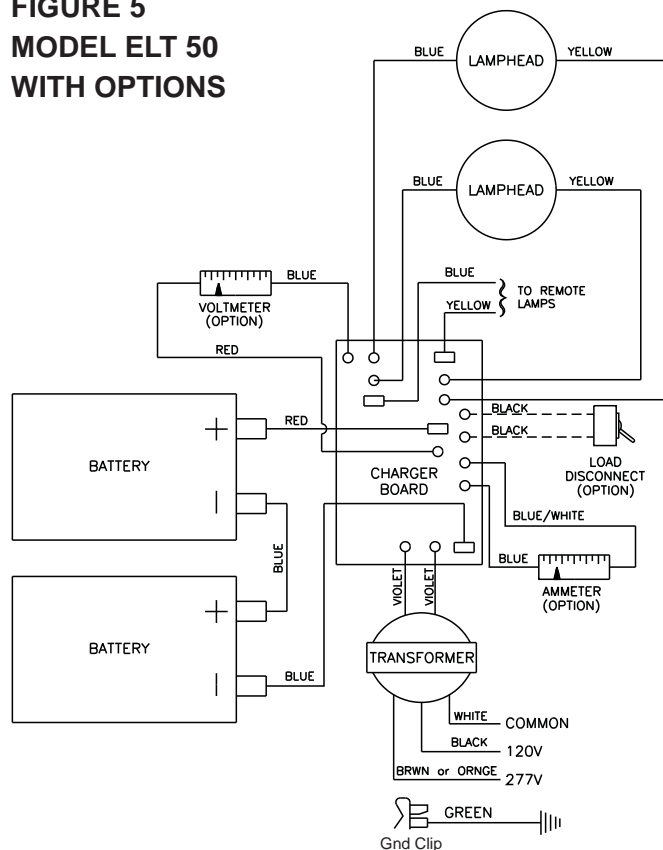 FIGURE 5
MODEL ELT 50
WITH OPTIONS
BLUE
LAMPHEAD
YELLOW
BLUE
LAMPHEAD
YELLOW
BLUE
VOLTMETER
(OPTION)
RED
BLUE
YELLOW
TO REMOTE
LAMPS
BATTERY
+
−
RED
CHARGER
BOARD
BLACK
BLACK
LOAD
DISCONNECT
(OPTION)
BLUE/WHITE
BLUE
AMMETER
(OPTION)
BLUE
BATTERY
+
−
BLUE
VIOLET
VIOLET
TRANSFORMER
WHITE
COMMON
BLACK
120V
BRWN or ORNGE
277V
GREEN
Gnd Clip